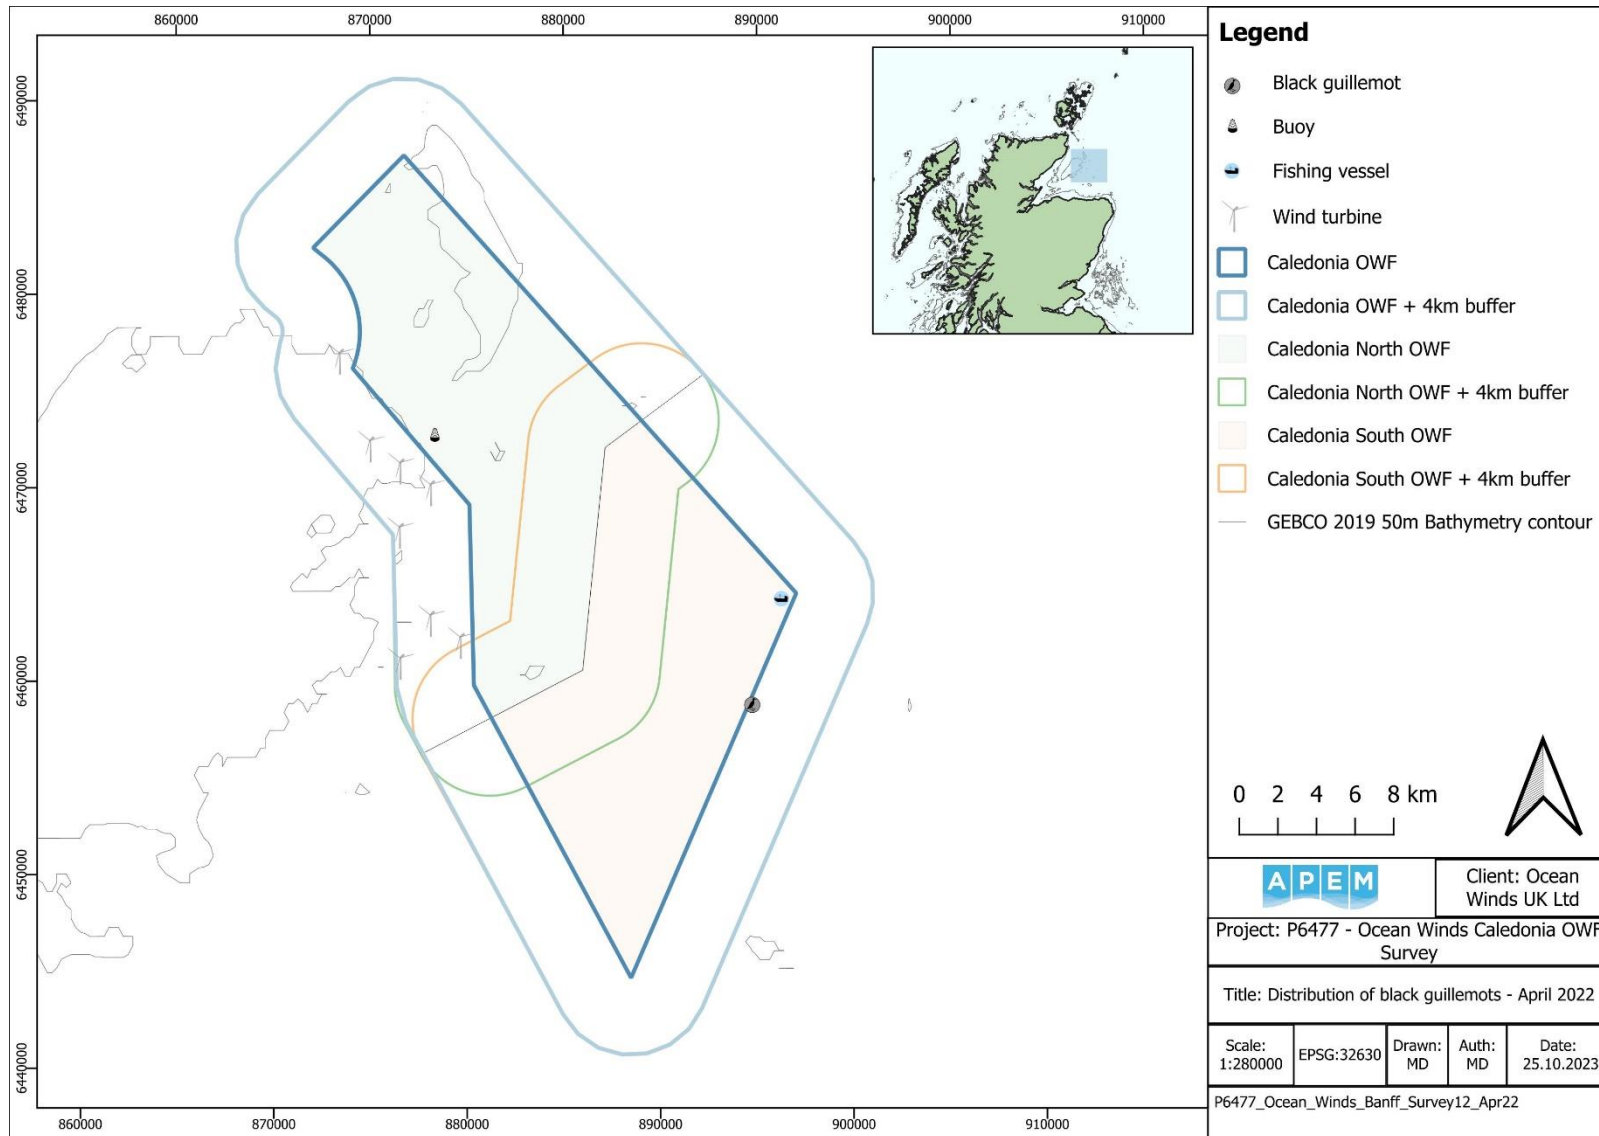 860000 870000 880000 890000 900000 910000
6490000
6480000
6470000
6460000
6450000
6440000
860000 870000 880000 890000 900000 910000
Legend
Black guillemot
Buoy
Fishing vessel
Wind turbine
Caledonia OWF
Caledonia OWF + 4km buffer
Caledonia North OWF
Caledonia North OWF + 4km buffer
Caledonia South OWF
Caledonia South OWF + 4km buffer
GEBCO 2019 50m Bathymetry contour
0 2 4 6 8 km
APEM
Client: Ocean
Winds UK Ltd
Project: P6477 - Ocean Winds Caledonia OWF
Survey
Title: Distribution of black guillemots - April 2022
Scale:
1:280000
EPSG:32630
Drawn:
MD
Auth:
MD
Date:
25.10.2023
P6477_Ocean_Winds_Banff_Survey12_Apr22